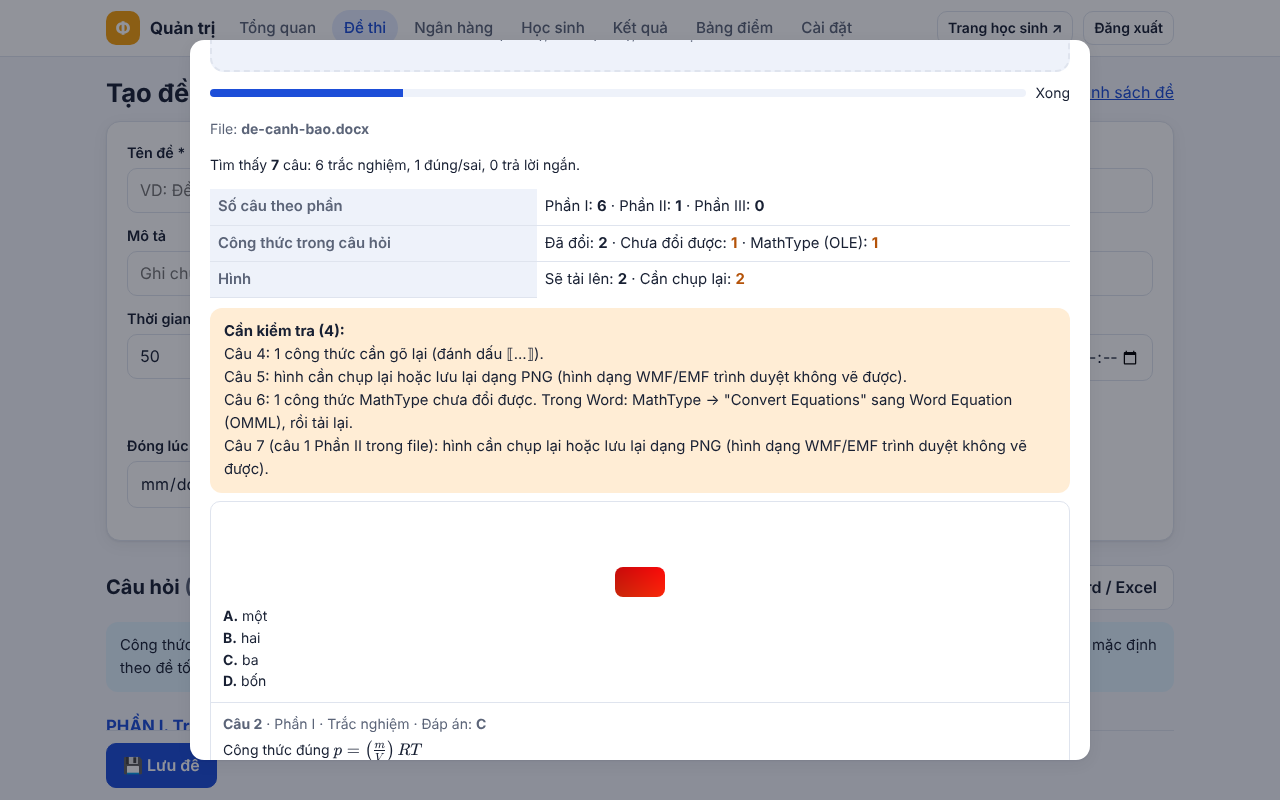 Φ Quản trị Tổng quan Đề thi Ngân hàng Học sinh Kết quả Bảng điểm Cài đặt Trang học sinh ↗ Đăng xuất
Tạo đề
nh sách đề
Xong
File: de-canh-bao.docx
Tên đề *
Tìm thấy 7 câu: 6 trắc nghiệm, 1 đúng/sai, 0 trả lời ngắn.
VD: Đề
Số câu theo phần Phần I: 6 · Phần II: 1 · Phần III: 0
Mô tả
Công thức trong câu hỏi Đã đổi: 2 · Chưa đổi được: 1 · MathType (OLE): 1
Ghi ch
Hình Sẽ tải lên: 2 · Cần chụp lại: 2
Thời gian
50
-:--
Cần kiểm tra (4):
Câu 4: 1 công thức cần gõ lại (đánh dấu ⟦…⟧).
Câu 5: hình cần chụp lại hoặc lưu lại dạng PNG (hình dạng WMF/EMF trình duyệt không vẽ được).
Câu 6: 1 công thức MathType chưa đổi được. Trong Word: MathType → "Convert Equations" sang Word Equation
(OMML), rồi tải lại.
Câu 7 (câu 1 Phần II trong file): hình cần chụp lại hoặc lưu lại dạng PNG (hình dạng WMF/EMF trình duyệt không vẽ
được).
Đóng lúc
mm/d
Câu hỏi (
rd / Excel
A. một
B. hai
C. ba
D. bốn
Công thức
mặc định
theo đề tố
PHẦN I. Tr
Câu 2 · Phần I · Trắc nghiệm · Đáp án: C
Công thức đúng p = (m/V) RT
💾 Lưu đề